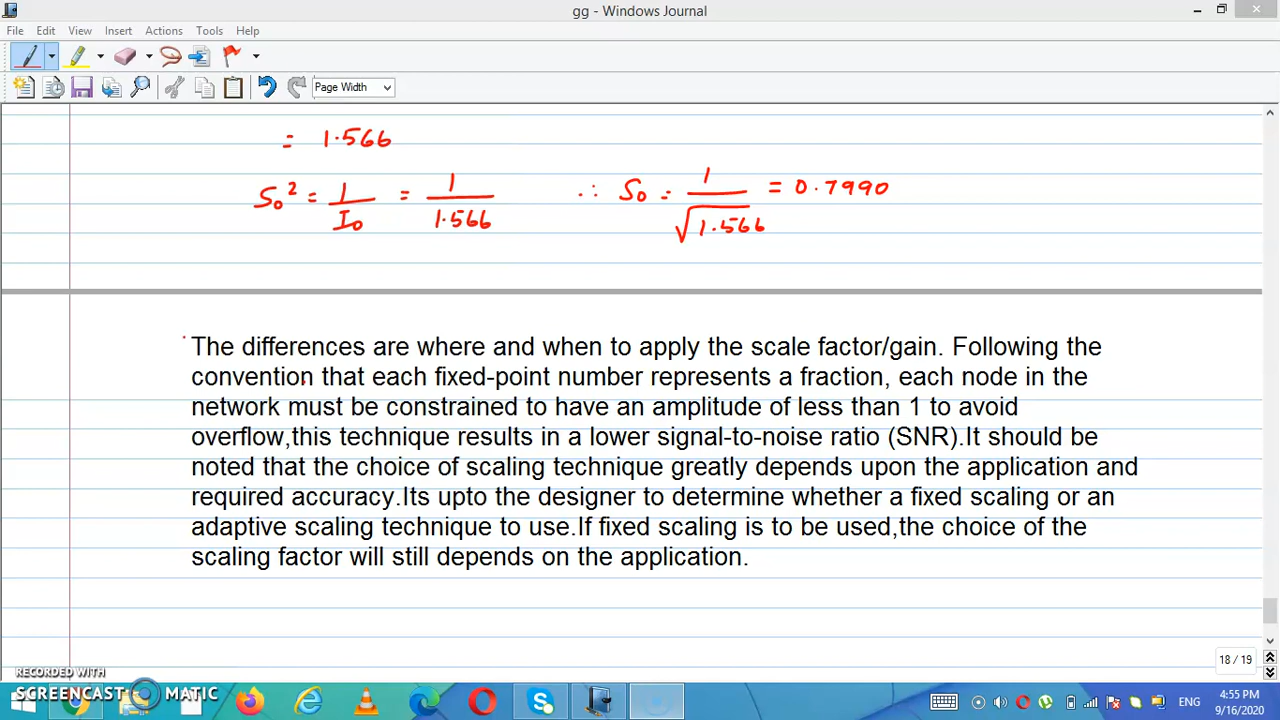 gg - Windows Journal
File Edit View Insert Actions Tools Help
Page Width
= 1.566
S₀² = 1/I₀ = 1/1.566 ∴ S₀ = 1/√1.566 = 0.7990
The differences are where and when to apply the scale factor/gain. Following the
convention that each fixed-point number represents a fraction, each node in the
network must be constrained to have an amplitude of less than 1 to avoid
overflow,this technique results in a lower signal-to-noise ratio (SNR).It should be
noted that the choice of scaling technique greatly depends upon the application and
required accuracy.Its upto the designer to determine whether a fixed scaling or an
adaptive scaling technique to use.If fixed scaling is to be used,the choice of the
scaling factor will still depends on the application.
18 / 19
RECORDED WITH
SCREENCAST MATIC
ENG
4:55 PM
9/16/2020